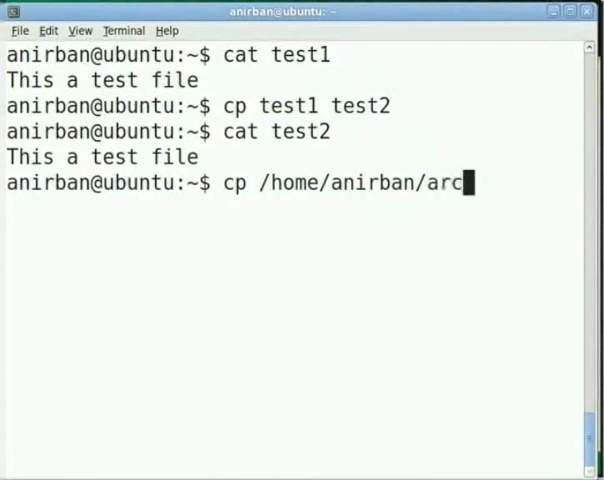 anirban@ubuntu: ~
File Edit View Terminal Help
anirban@ubuntu:~$ cat test1
This a test file
anirban@ubuntu:~$ cp test1 test2
anirban@ubuntu:~$ cat test2
This a test file
anirban@ubuntu:~$ cp /home/anirban/arc